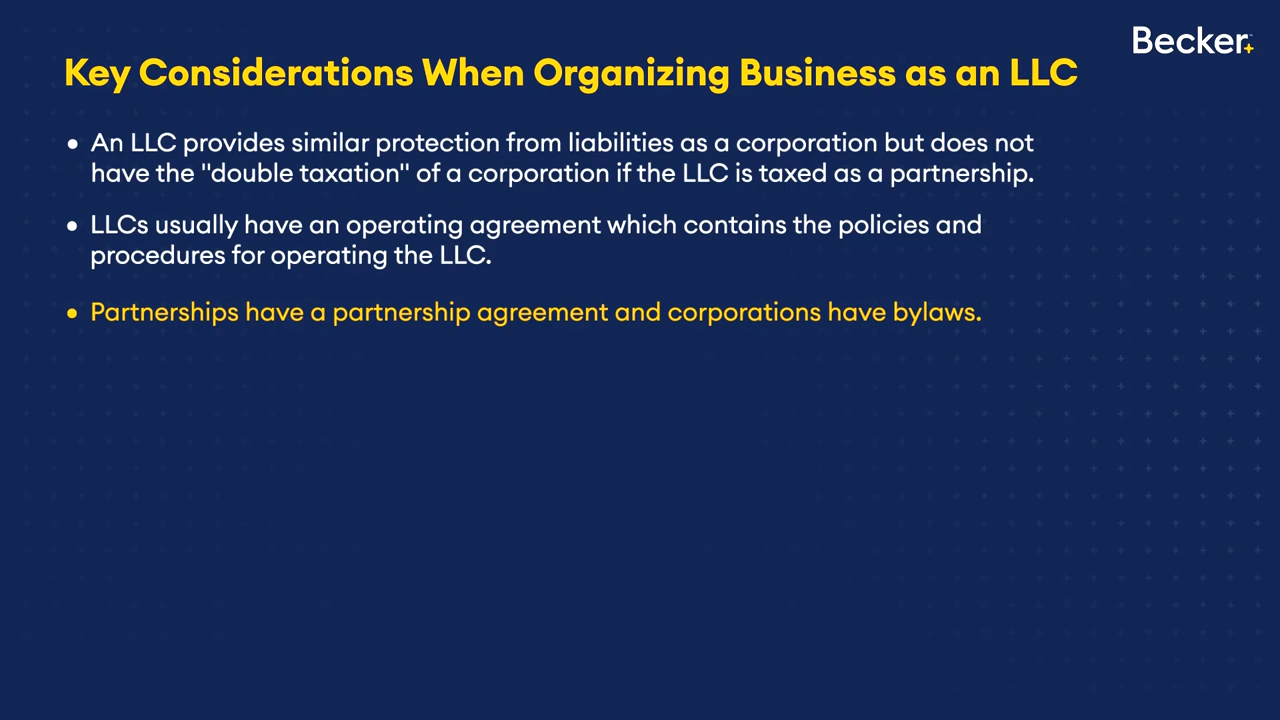 Becker
Key Considerations When Organizing Business as an LLC
• An LLC provides similar protection from liabilities as a corporation but does not
have the "double taxation" of a corporation if the LLC is taxed as a partnership.
• LLCs usually have an operating agreement which contains the policies and
procedures for operating the LLC.
• Partnerships have a partnership agreement and corporations have bylaws.